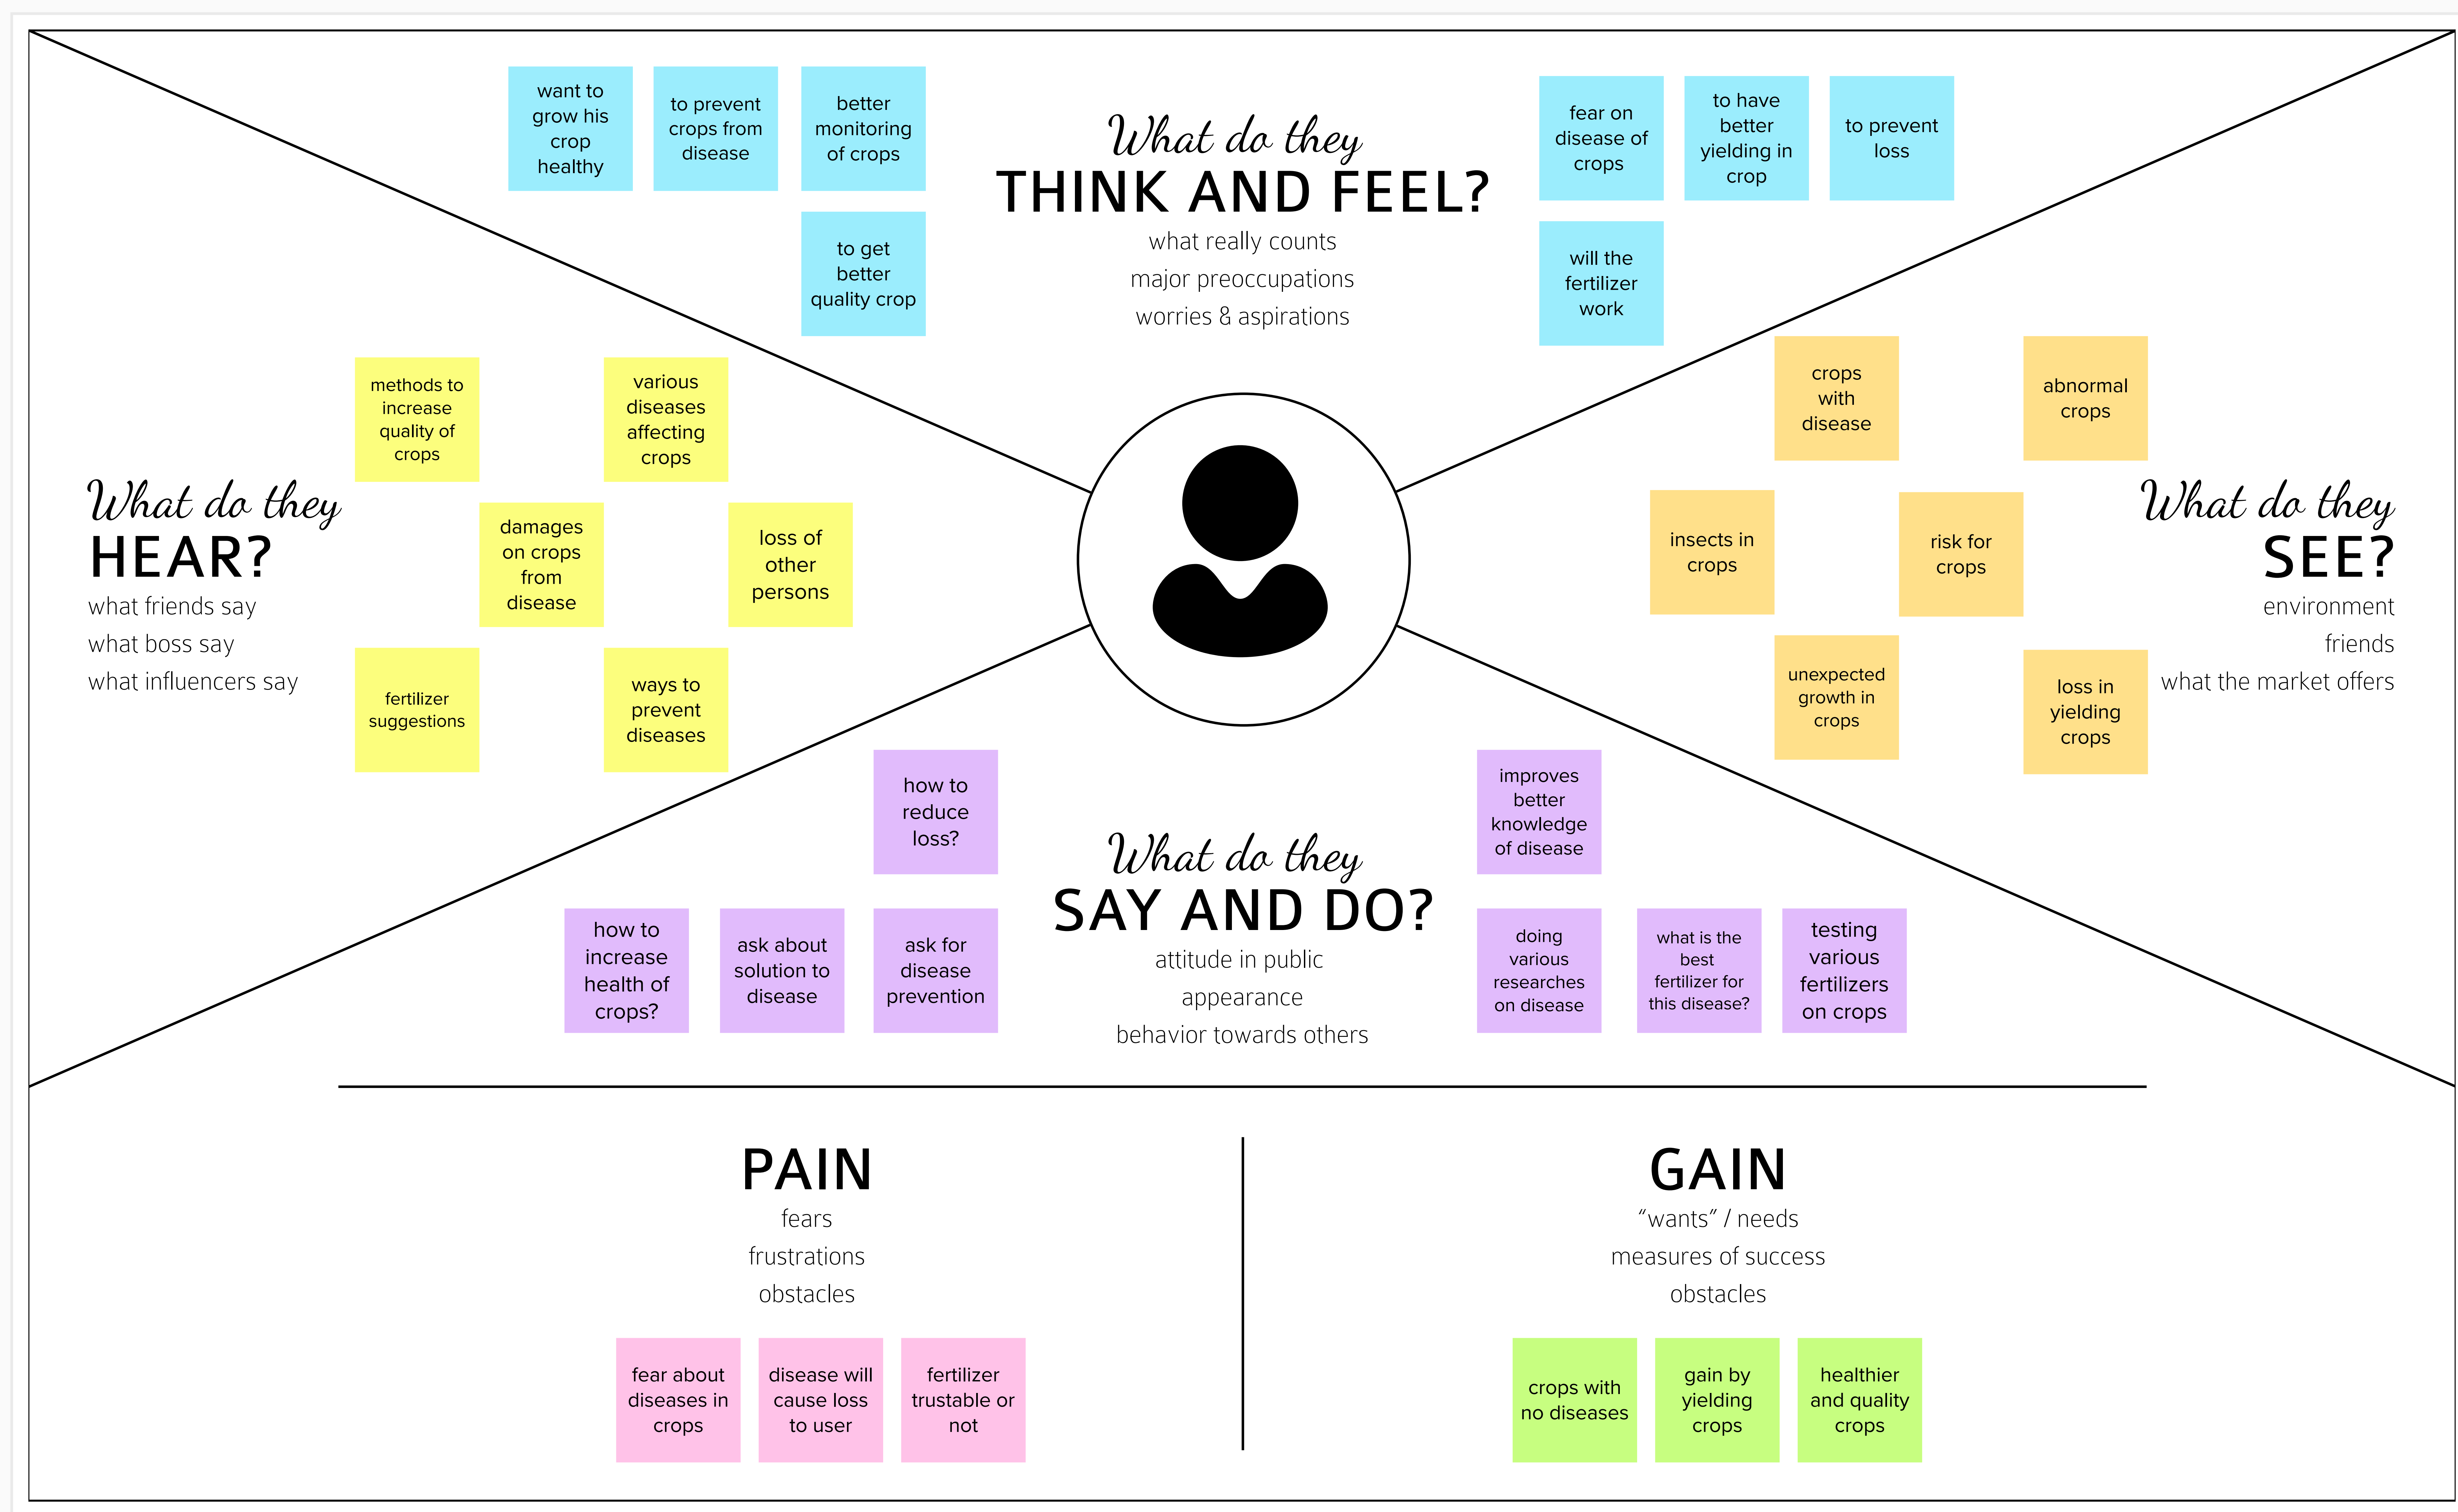 What do they
THINK AND FEEL?
what really counts
major preoccupations
worries & aspirations
want to
grow his
crop
healthy
to prevent
crops from
disease
better
monitoring
of crops
to get
better
quality crop
fear on
disease of
crops
to have
better
yielding in
crop
to prevent
loss
will the
fertilizer
work
What do they
HEAR?
what friends say
what boss say
what influencers say
methods to
increase
quality of
crops
various
diseases
affecting
crops
damages
on crops
from
disease
loss of
other
persons
fertilizer
suggestions
ways to
prevent
diseases
What do they
SEE?
environment
friends
what the market offers
crops
with
disease
abnormal
crops
insects in
crops
risk for
crops
unexpected
growth in
crops
loss in
yielding
crops
What do they
SAY AND DO?
attitude in public
appearance
behavior towards others
how to
reduce
loss?
how to
increase
health of
crops?
ask about
solution to
disease
ask for
disease
prevention
improves
better
knowledge
of disease
doing
various
researches
on disease
what is the
best
fertilizer for
this disease?
testing
various
fertilizers
on crops
PAIN
fears
frustrations
obstacles
fear about
diseases in
crops
disease will
cause loss
to user
fertilizer
trustable or
not
GAIN
“wants” / needs
measures of success
obstacles
crops with
no diseases
gain by
yielding
crops
healthier
and quality
crops